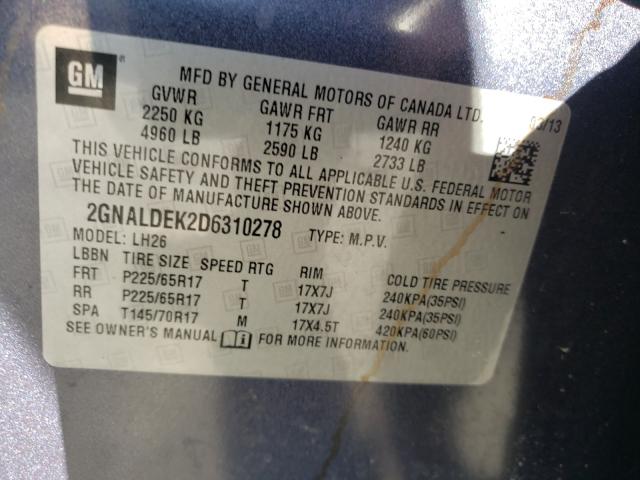 GM ®
MFD BY GENERAL MOTORS OF CANADA LTD. 03/13
GVWR GAWR FRT GAWR RR
2250 KG 1175 KG 1240 KG
4960 LB 2590 LB 2733 LB
THIS VEHICLE CONFORMS TO ALL APPLICABLE U.S. FEDERAL MOTOR
VEHICLE SAFETY AND THEFT PREVENTION STANDARDS IN EFFECT ON
THE DATE OF MANUFACTURE SHOWN ABOVE.
2GNALDEK2D6310278 TYPE: M.P.V.
MODEL: LH26
LBBN TIRE SIZE SPEED RTG RIM COLD TIRE PRESSURE
FRT P225/65R17 T 17X7J 240KPA(35PSI)
RR P225/65R17 T 17X7J 240KPA(35PSI)
SPA T145/70R17 M 17X4.5T 420KPA(60PSI)
SEE OWNER'S MANUAL FOR MORE INFORMATION.